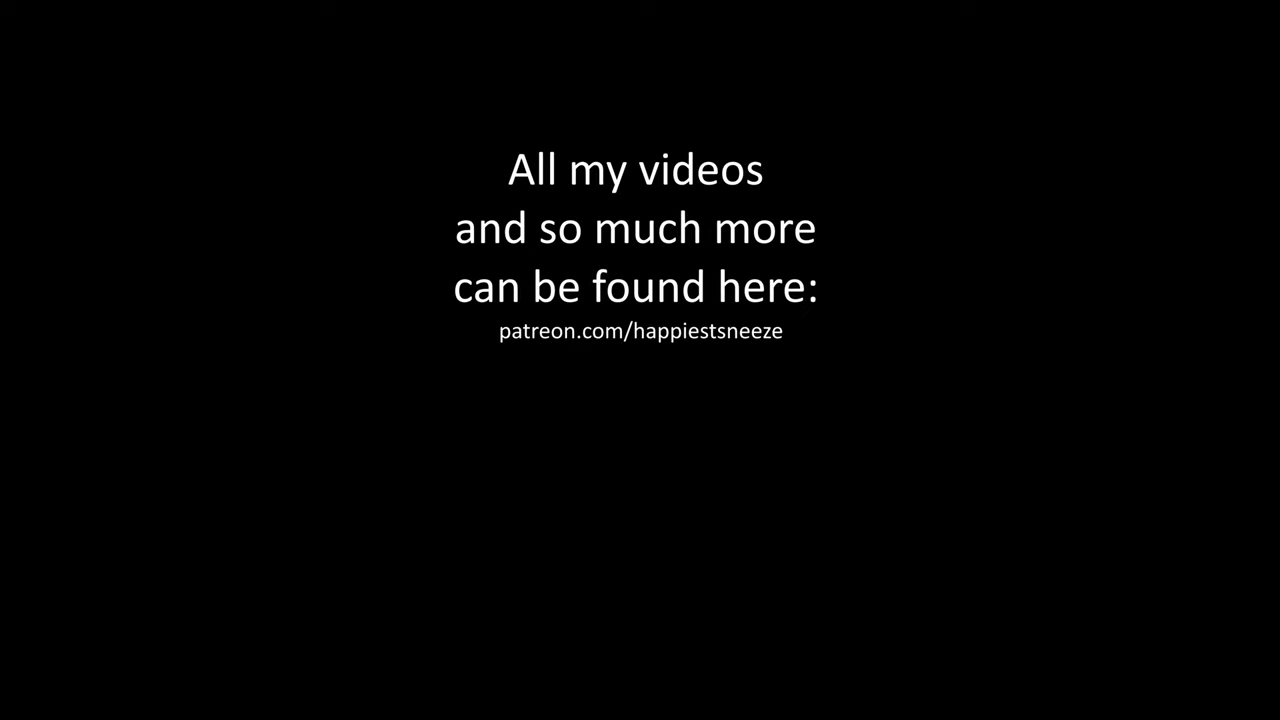 All my videos
and so much more
can be found here:
patreon.com/happiestsneeze